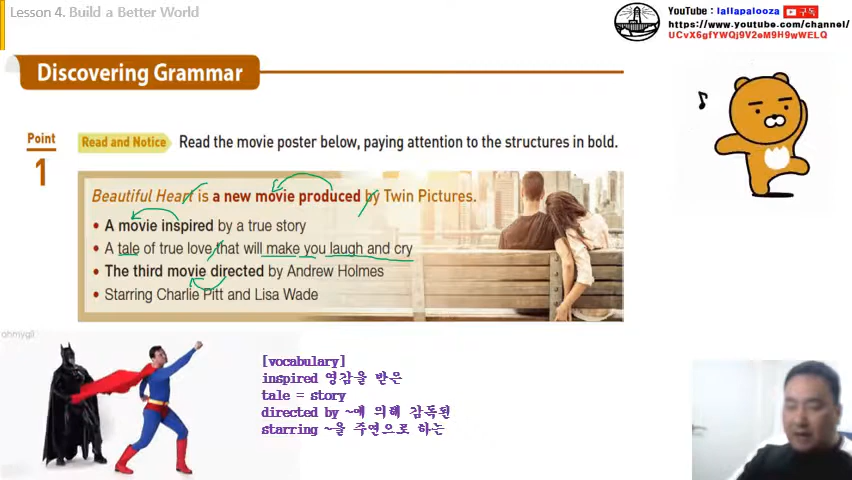 Lesson 4. Build a Better World
YouTube : lallapalooza 구독
https://www.youtube.com/channel/
UCvX6gfYWQj9V2eM9H9wWELQ
Discovering Grammar
Point
1
Read and Notice
Read the movie poster below, paying attention to the structures in bold.
Beautiful Heart is a new movie produced by Twin Pictures.
• A movie inspired by a true story
• A tale of true love that will make you laugh and cry
• The third movie directed by Andrew Holmes
• Starring Charlie Pitt and Lisa Wade
ohmygll
[vocabulary]
inspired 영감을 받은
tale = story
directed by ~에 의해 감독된
starring ~을 주연으로 하는